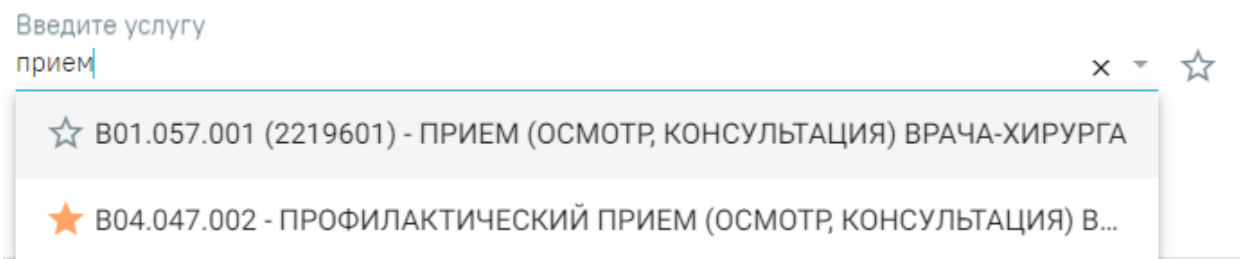 Введите услугу
прием
B01.057.001 (2219601) - ПРИЕМ (ОСМОТР, КОНСУЛЬТАЦИЯ) ВРАЧА-ХИРУРГА
B04.047.002 - ПРОФИЛАКТИЧЕСКИЙ ПРИЕМ (ОСМОТР, КОНСУЛЬТАЦИЯ) В...